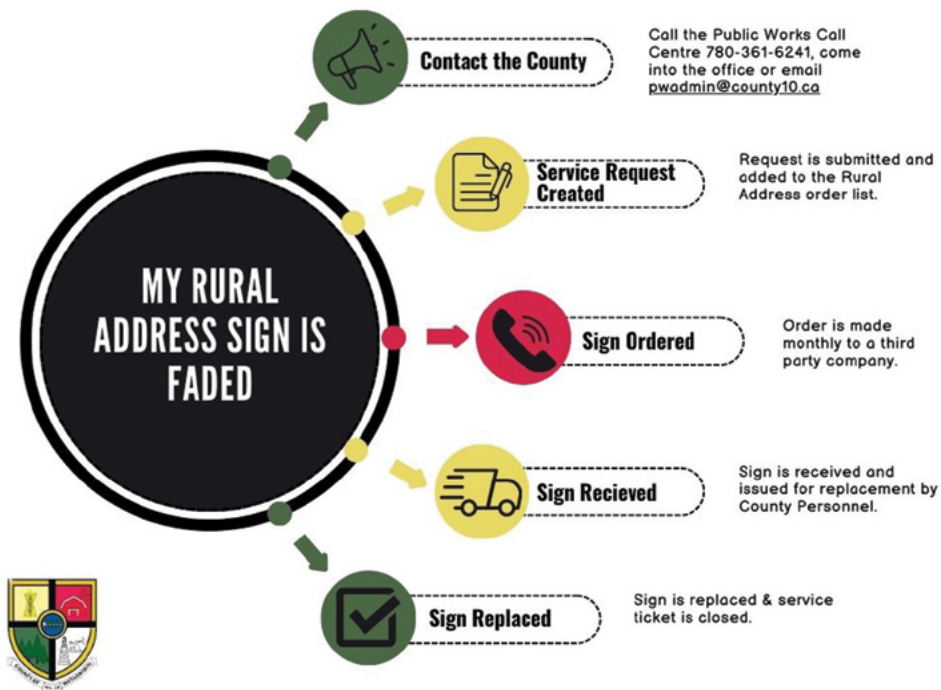 Contact the County
Call the Public Works Call
Centre 780-361-6241, come
into the office or email
pwadmin@county10.ca
Service Request
Created
Request is submitted and
added to the Rural
Address order list.
MY RURAL
ADDRESS SIGN IS
FADED
Sign Ordered
Order is made
monthly to a third
party company.
Sign Recieved
Sign is received and
issued for replacement by
County Personnel.
Sign Replaced
Sign is replaced & service
ticket is closed.
COUNTY OF
WETASKIWIN